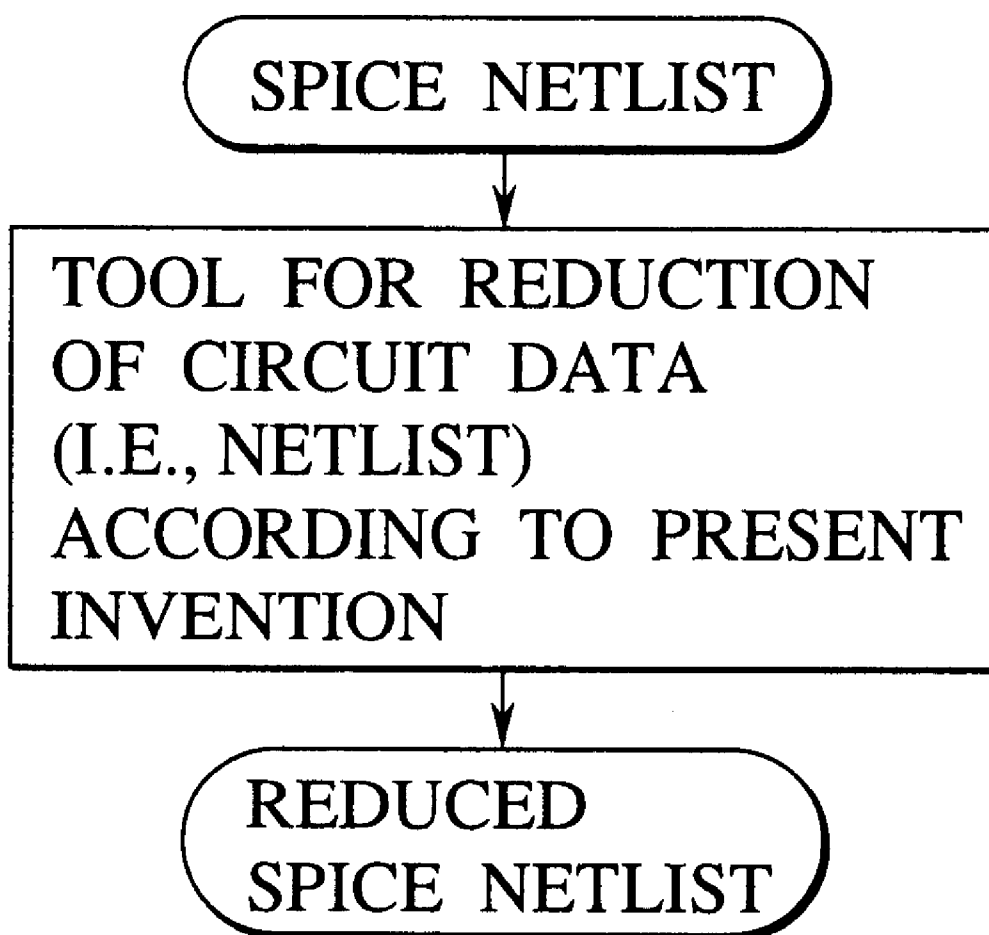 SPICE NETLIST
TOOL FOR REDUCTION
OF CIRCUIT DATA
(I.E., NETLIST)
ACCORDING TO PRESENT
INVENTION
REDUCED
SPICE NETLIST